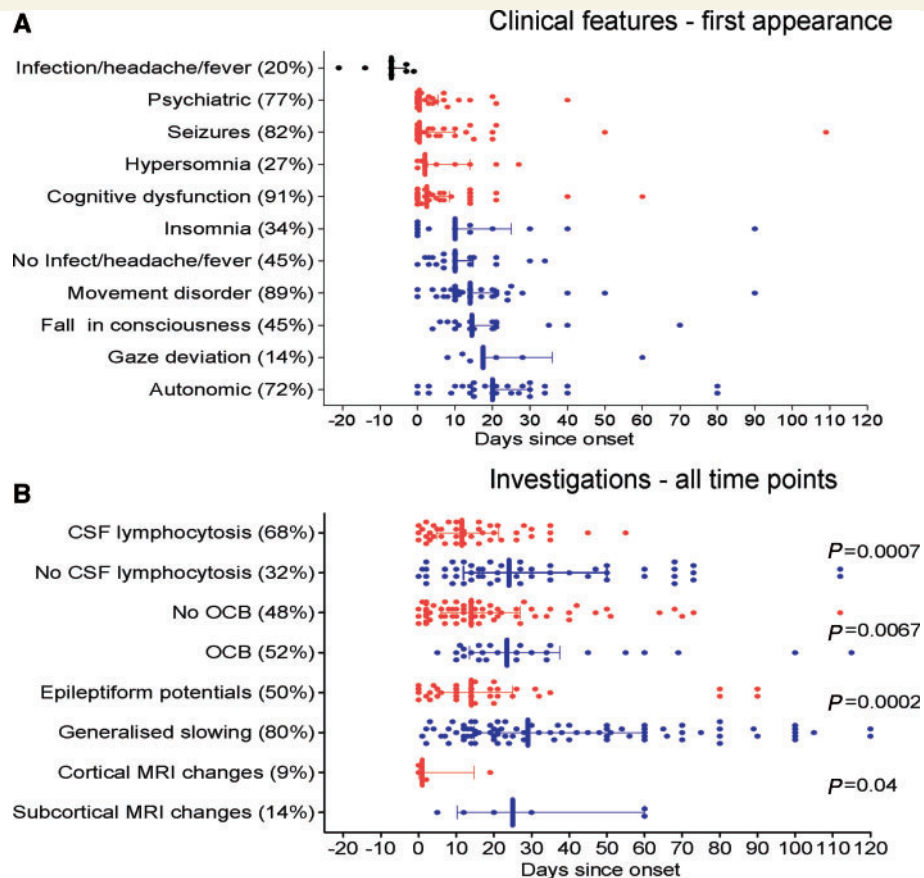 A
Clinical features - first appearance
Infection/headache/fever (20%)
Psychiatric (77%)
Seizures (82%)
Hypersomnia (27%)
Cognitive dysfunction (91%)
Insomnia (34%)
No Infect/headache/fever (45%)
Movement disorder (89%)
Fall in consciousness (45%)
Gaze deviation (14%)
Autonomic (72%)
-20 -10 0 10 20 30 40 50 60 70 80 90 100 110 120
Days since onset
B
Investigations - all time points
CSF lymphocytosis (68%)
P=0.0007
No CSF lymphocytosis (32%)
No OCB (48%)
P=0.0067
OCB (52%)
Epileptiform potentials (50%)
P=0.0002
Generalised slowing (80%)
Cortical MRI changes (9%)
P=0.04
Subcortical MRI changes (14%)
-20 -10 0 10 20 30 40 50 60 70 80 90 100 110 120
Days since onset